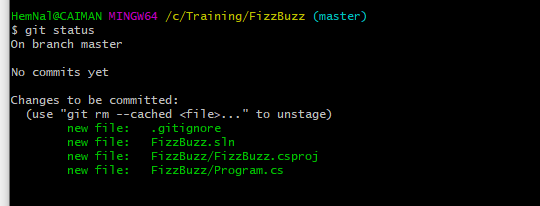 HemNal@CAIMAN MINGW64 /c/Training/FizzBuzz (master)
$ git status
On branch master
No commits yet
Changes to be committed:
(use "git rm --cached <file>..." to unstage)
new file: .gitignore
new file: FizzBuzz.sln
new file: FizzBuzz/FizzBuzz.csproj
new file: FizzBuzz/Program.cs